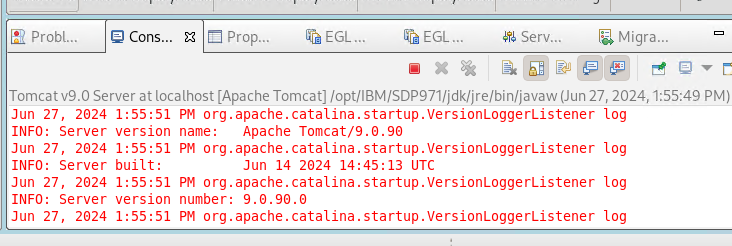 Probl...
Cons...
Prop...
EGL ...
EGL ...
Serv...
Migra...
Tomcat v9.0 Server at localhost [Apache Tomcat] /opt/IBM/SDP971/jdk/jre/bin/javaw (Jun 27, 2024, 1:55:49 PM)
Jun 27, 2024 1:55:51 PM org.apache.catalina.startup.VersionLoggerListener log
INFO: Server version name:   Apache Tomcat/9.0.90
Jun 27, 2024 1:55:51 PM org.apache.catalina.startup.VersionLoggerListener log
INFO: Server built:          Jun 14 2024 14:45:13 UTC
Jun 27, 2024 1:55:51 PM org.apache.catalina.startup.VersionLoggerListener log
INFO: Server version number: 9.0.90.0
Jun 27, 2024 1:55:51 PM org.apache.catalina.startup.VersionLoggerListener log